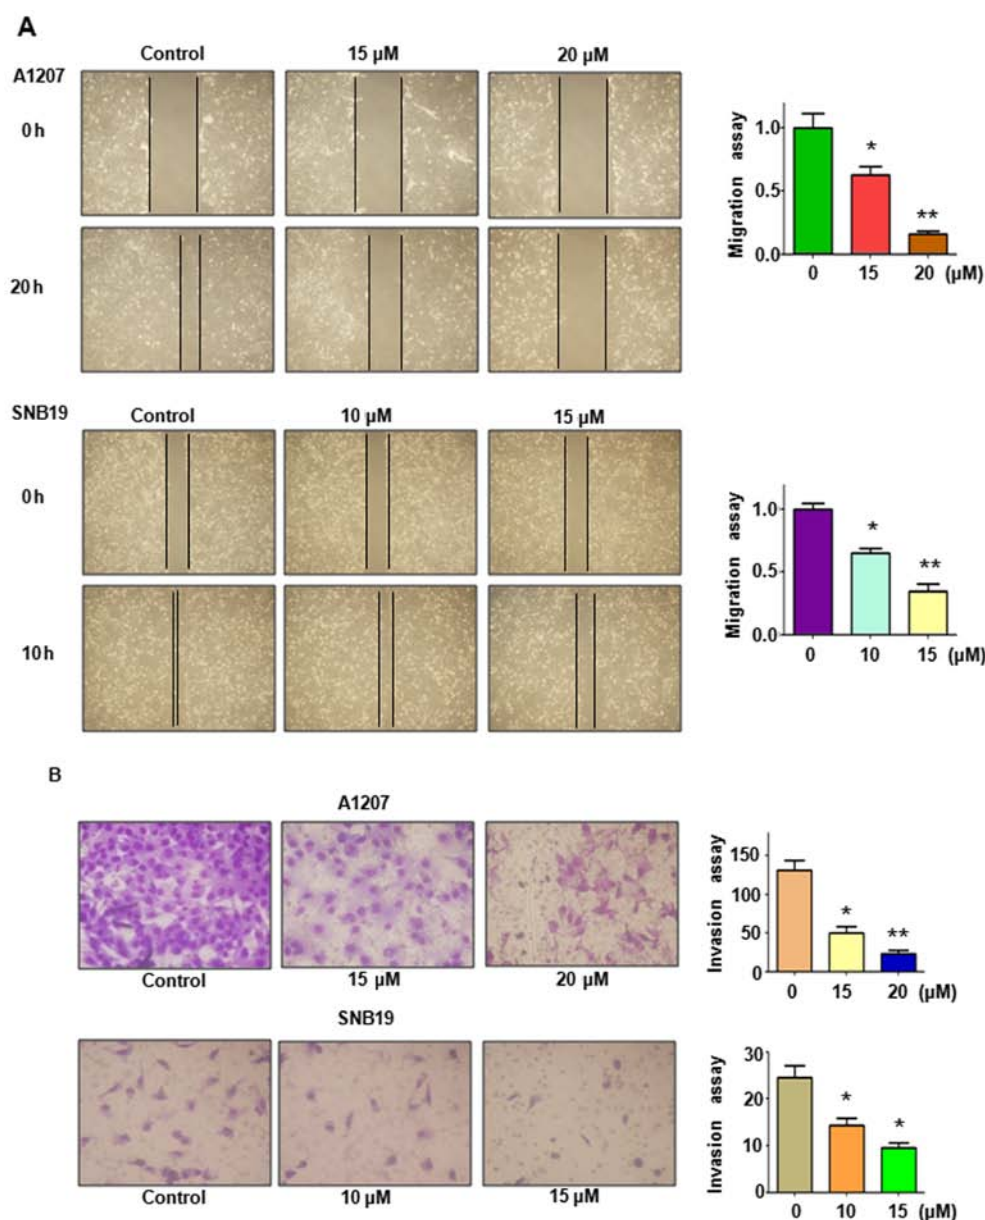 A
Control 15 µM 20 µM
A1207
0 h
20 h
Migration assay
1.0
0.5
0.0
*
**
0 15 20 (µM)
SNB19
Control 10 µM 15 µM
0 h
10 h
Migration assay
1.0
0.5
0.0
*
**
0 10 15 (µM)
B
A1207
Control 15 µM 20 µM
Invasion assay
150
100
50
0
*
**
0 15 20 (µM)
SNB19
Control 10 µM 15 µM
Invasion assay
30
20
10
0
*
*
0 10 15 (µM)